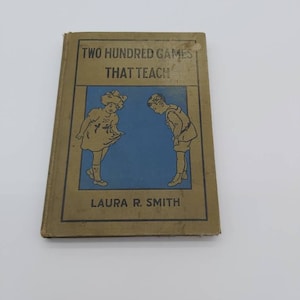 TWO HUNDRED GAMES
THAT TEACH
LAURA R. SMITH